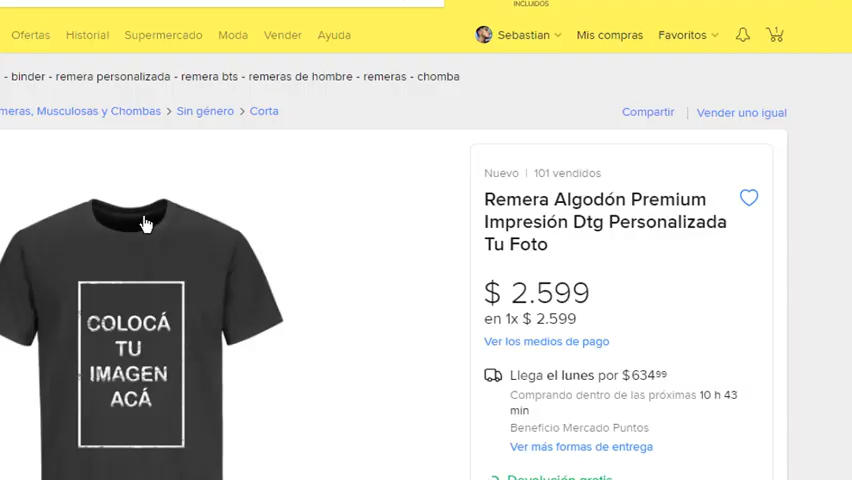 INCLUIDOS
Ofertas Historial Supermercado Moda Vender Ayuda Sebastian Mis compras Favoritos 1
- binder - remera personalizada - remera bts - remeras de hombre - remeras - chomba
meras, Musculosas y Chombas > Sin género > Corta
Compartir | Vender uno igual
Nuevo | 101 vendidos
Remera Algodón Premium
Impresión Dtg Personalizada
Tu Foto
$ 2.599
en 1x $ 2.599
Ver los medios de pago
Llega el lunes por $ 634⁹⁹
Comprando dentro de las próximas 10 h 43
min
Beneficio Mercado Puntos
Ver más formas de entrega
Devolución gratis
COLOCÁ
TU
IMAGEN
ACÁ